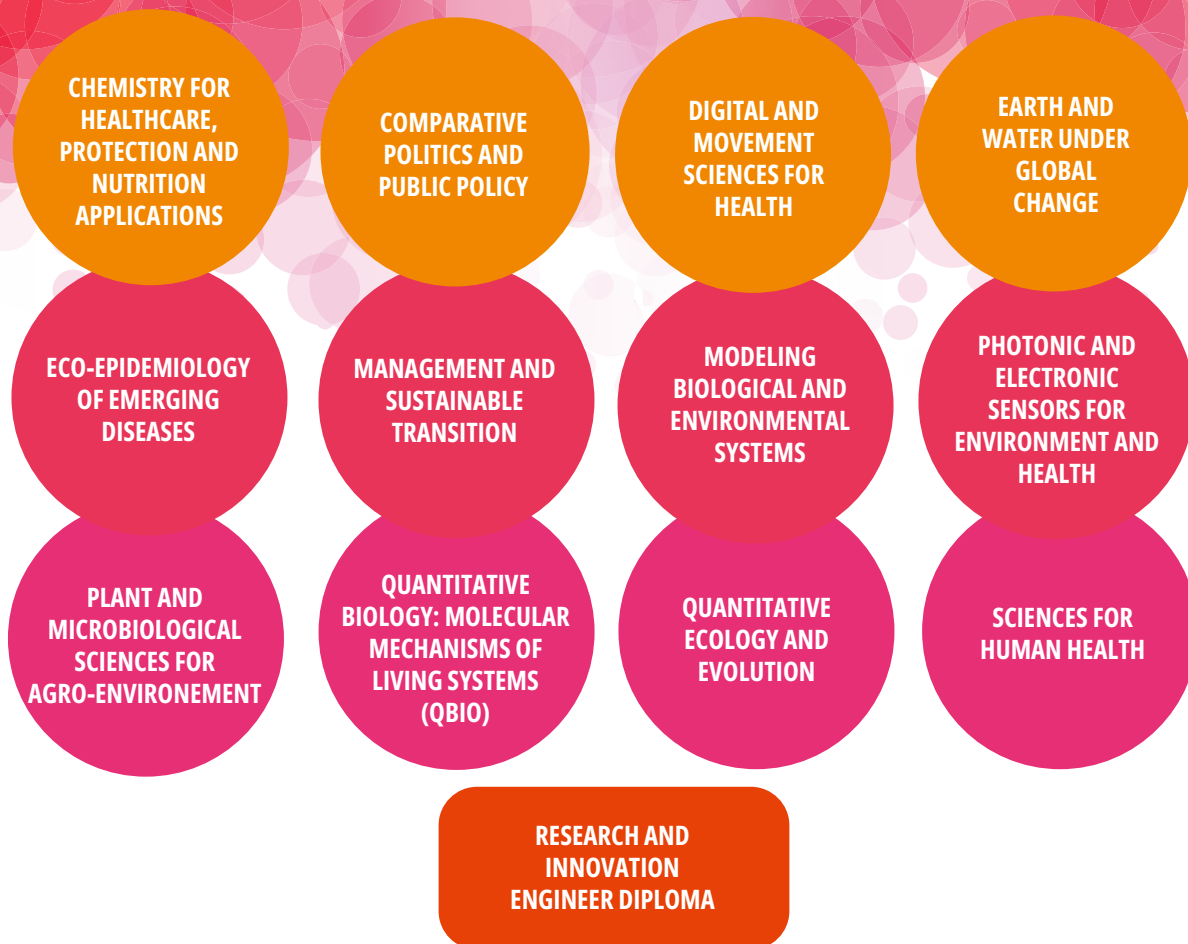 CHEMISTRY FOR
HEALTHCARE,
PROTECTION AND
NUTRITION
APPLICATIONS
COMPARATIVE
POLITICS AND
PUBLIC POLICY
DIGITAL AND
MOVEMENT
SCIENCES FOR
HEALTH
EARTH AND
WATER UNDER
GLOBAL
CHANGE
ECO-EPIDEMIOLOGY
OF EMERGING
DISEASES
MANAGEMENT AND
SUSTAINABLE
TRANSITION
MODELING
BIOLOGICAL AND
ENVIRONMENTAL
SYSTEMS
PHOTONIC AND
ELECTRONIC
SENSORS FOR
ENVIRONMENT AND
HEALTH
PLANT AND
MICROBIOLOGICAL
SCIENCES FOR
AGRO-ENVIRONEMENT
QUANTITATIVE
BIOLOGY: MOLECULAR
MECHANISMS OF
LIVING SYSTEMS
(QBIO)
QUANTITATIVE
ECOLOGY AND
EVOLUTION
SCIENCES FOR
HUMAN HEALTH
RESEARCH AND
INNOVATION
ENGINEER DIPLOMA